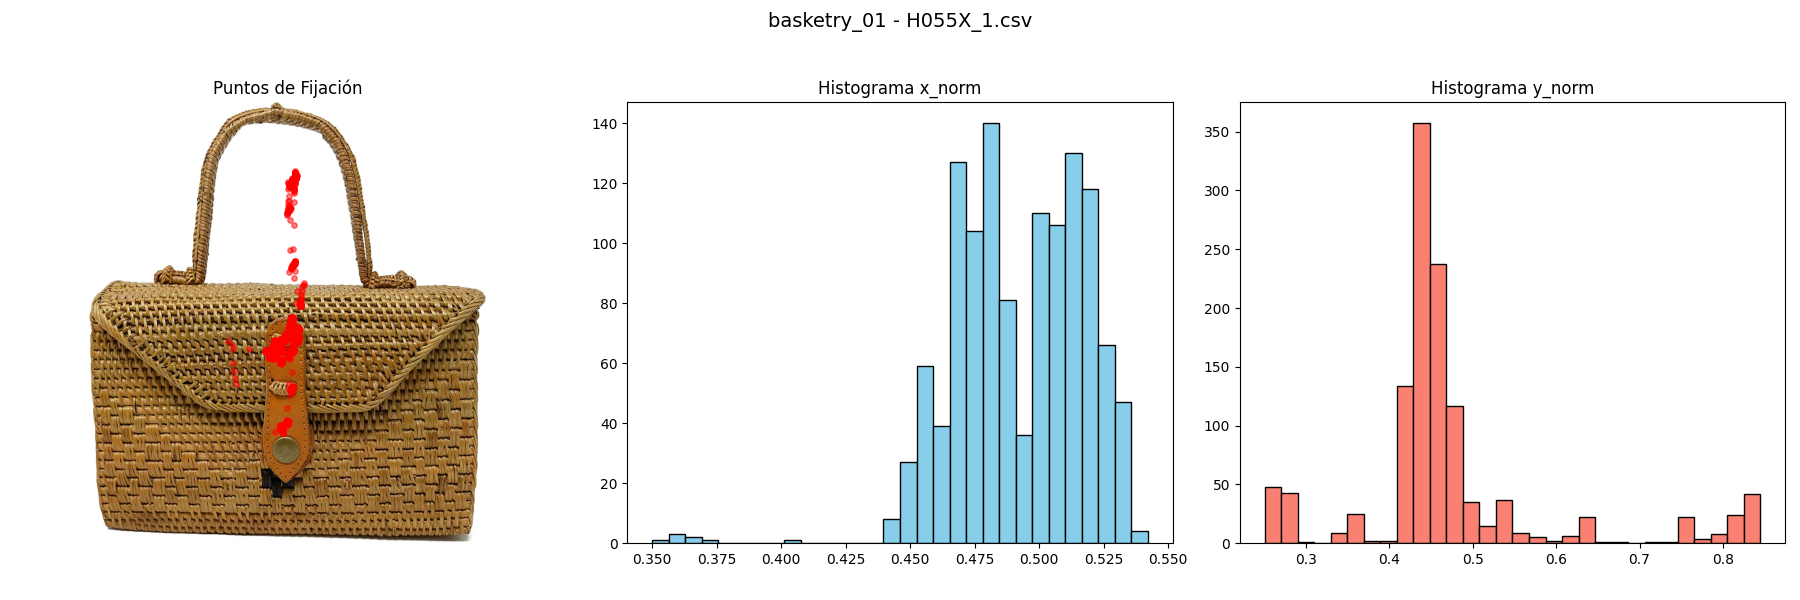 basketry_01 - H055X_1.csv
Puntos de Fijación
Histograma x_norm
140
120
100
80
60
40
20
0
0.350 0.375 0.400 0.425 0.450 0.475 0.500 0.525 0.550
Histograma y_norm
350
300
250
200
150
100
50
0
0.3 0.4 0.5 0.6 0.7 0.8